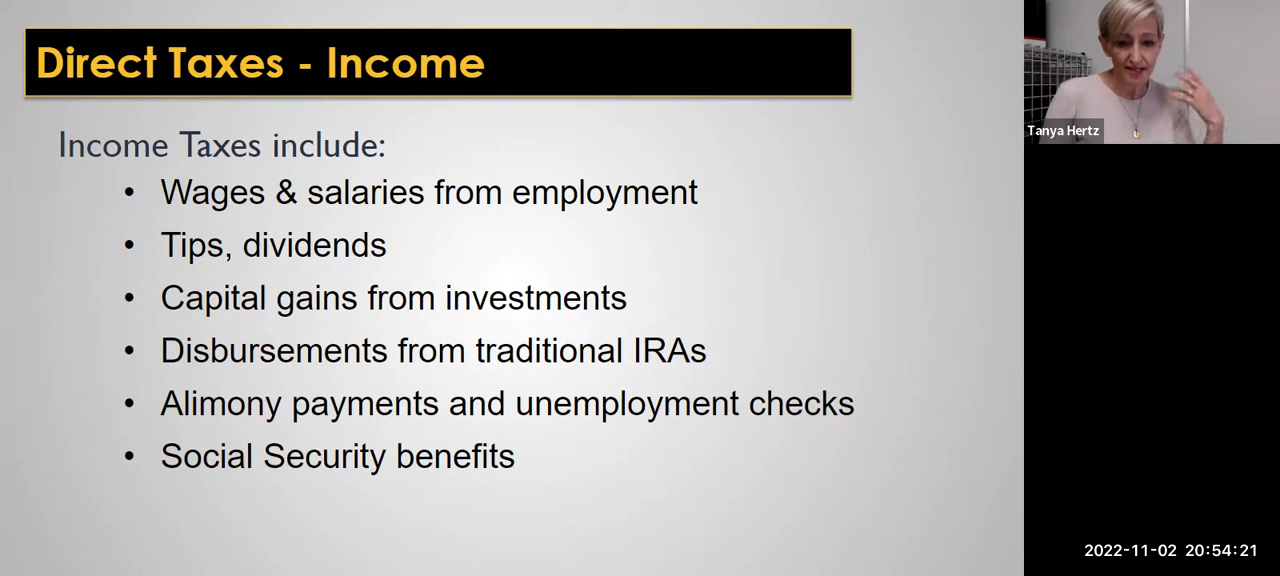 Direct Taxes - Income
Income Taxes include:
• Wages & salaries from employment
• Tips, dividends
• Capital gains from investments
• Disbursements from traditional IRAs
• Alimony payments and unemployment checks
• Social Security benefits
Tanya Hertz
2022-11-02 20:54:21